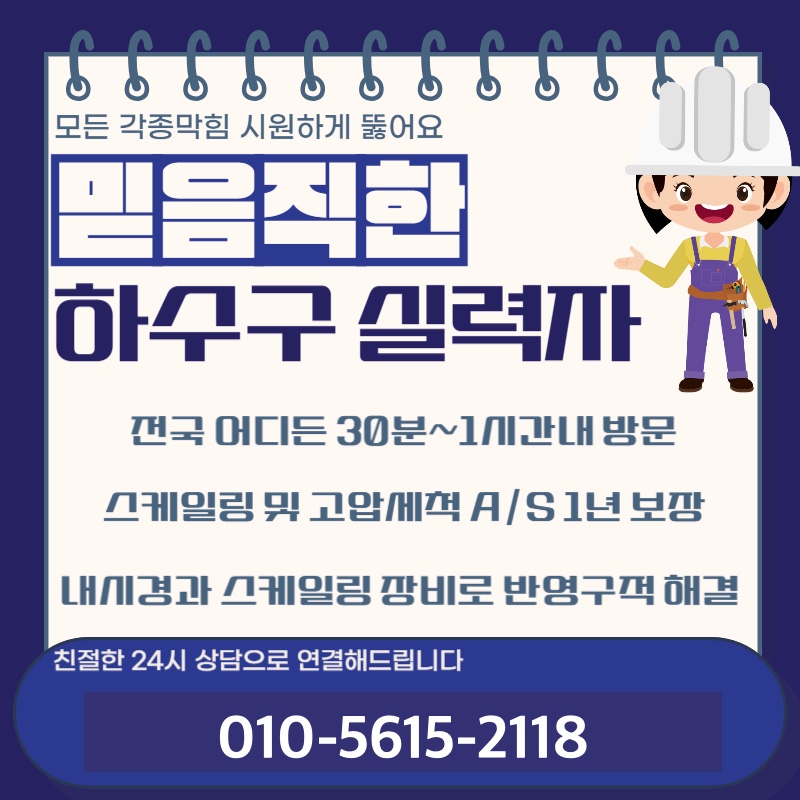 모든 각종막힘 시원하게 뚫어요
믿음직한
하수구 실력자
전국 어디든 30분~1시간내 방문
스케일링 및 고압세척 A/S 1년 보장
내시경과 스케일링 장비로 반영구적 해결
친절한 24시 상담으로 연결해드립니다
010-5615-2118